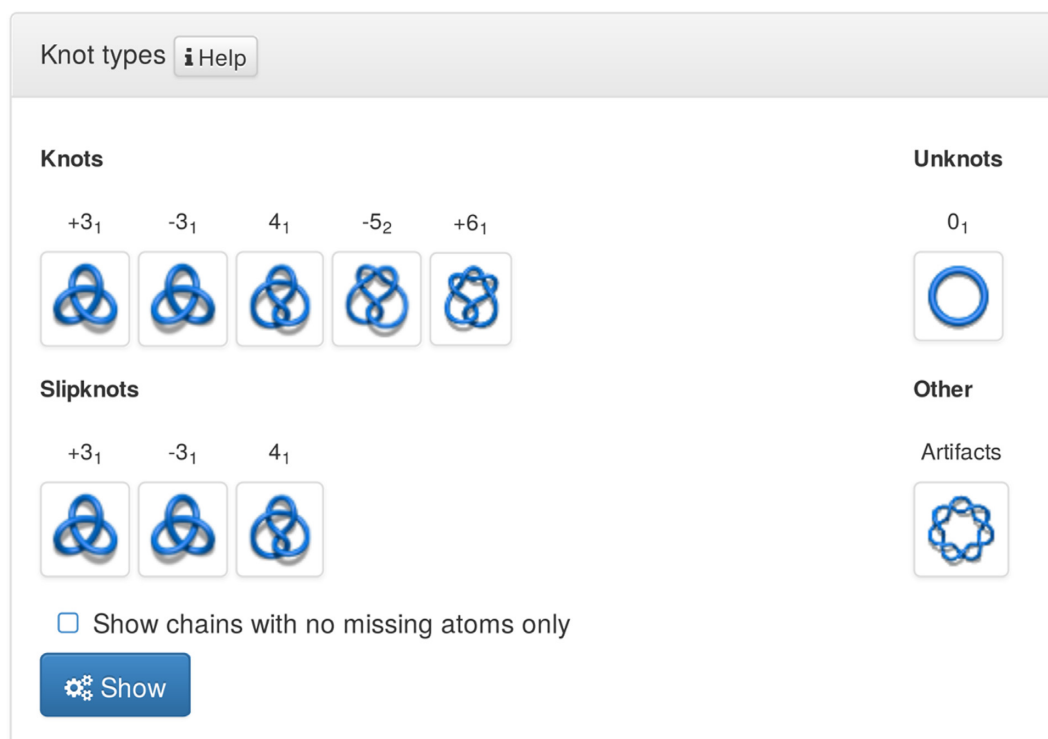 Knot types i Help
Knots Unknots
+3₁ -3₁ 4₁ -5₂ +6₁ 0₁
Slipknots Other
+3₁ -3₁ 4₁ Artifacts
Show chains with no missing atoms only
Show